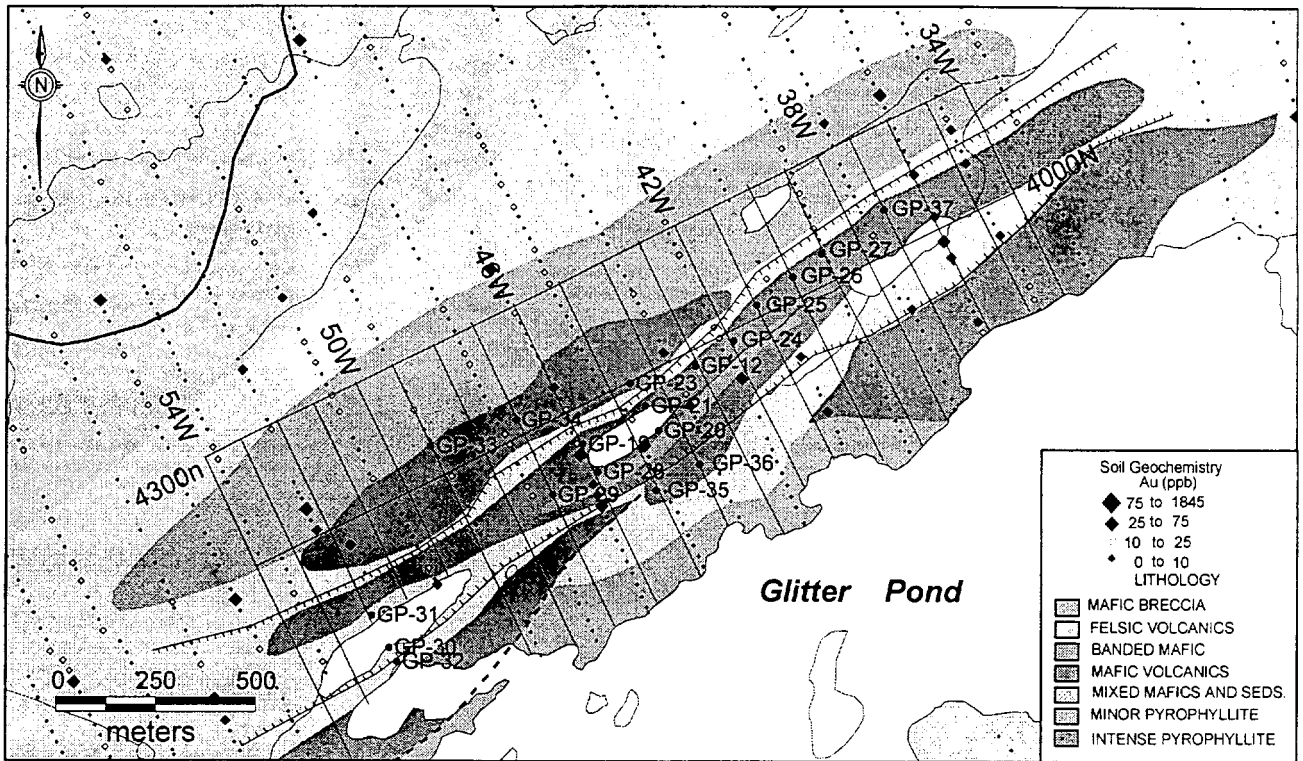 N
34W
38W
42W
46W
50W
54W
4000N
4300n
GP-37
GP-27
GP-26
GP-25
GP-24
GP-12
GP-23
GP-21
GP-34
GP-33
GP-20
GP-36
GP-35
GP-29
GP-31
GP-30
GP-32
Glitter Pond
0 250 500
meters
Soil Geochemistry
Au (ppb)
75 to 1845
25 to 75
10 to 25
0 to 10
LITHOLOGY
MAFIC BRECCIA
FELSIC VOLCANICS
BANDED MAFIC
MAFIC VOLCANICS
MIXED MAFICS AND SEDS.
MINOR PYROPHYLLITE
INTENSE PYROPHYLLITE